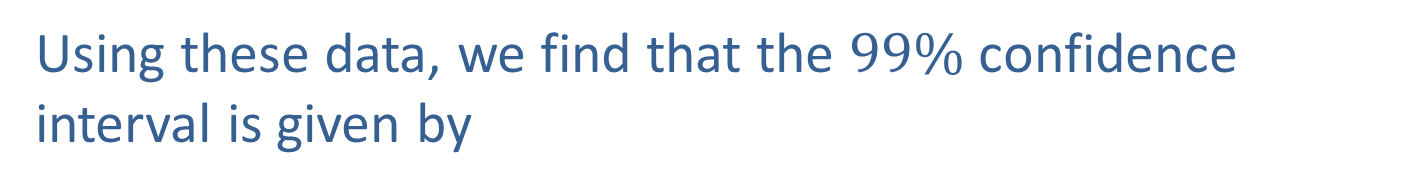 Using these data, we find that the 99% confidence
interval is given by